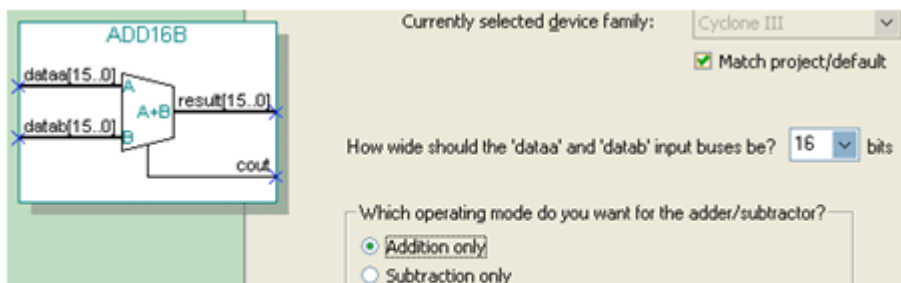 ADD16B
dataa[15..0]
A
A+B
result[15..0]
datab[15..0]
B
cout
Currently selected device family:
Cyclone III
Match project/default
How wide should the 'dataa' and 'datab' input buses be? 16 bits
Which operating mode do you want for the adder/subtractor?
Addition only
Subtraction only